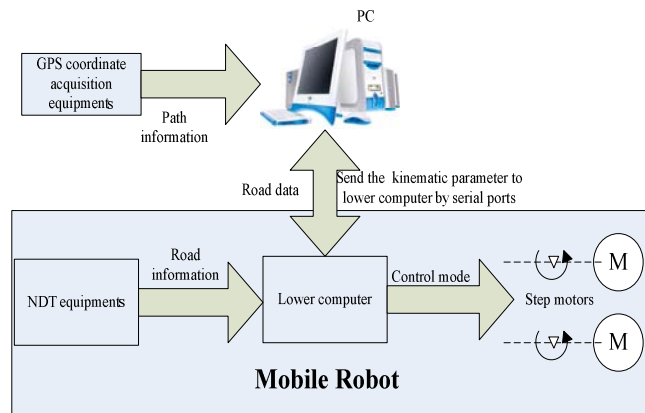 PC
GPS coordinate
acquisition
equipments
Path
information
Road data
Send the kinematic parameter to
lower computer by serial ports
NDT equipments
Road
information
Lower computer
Control mode
Step motors
M
M
Mobile Robot